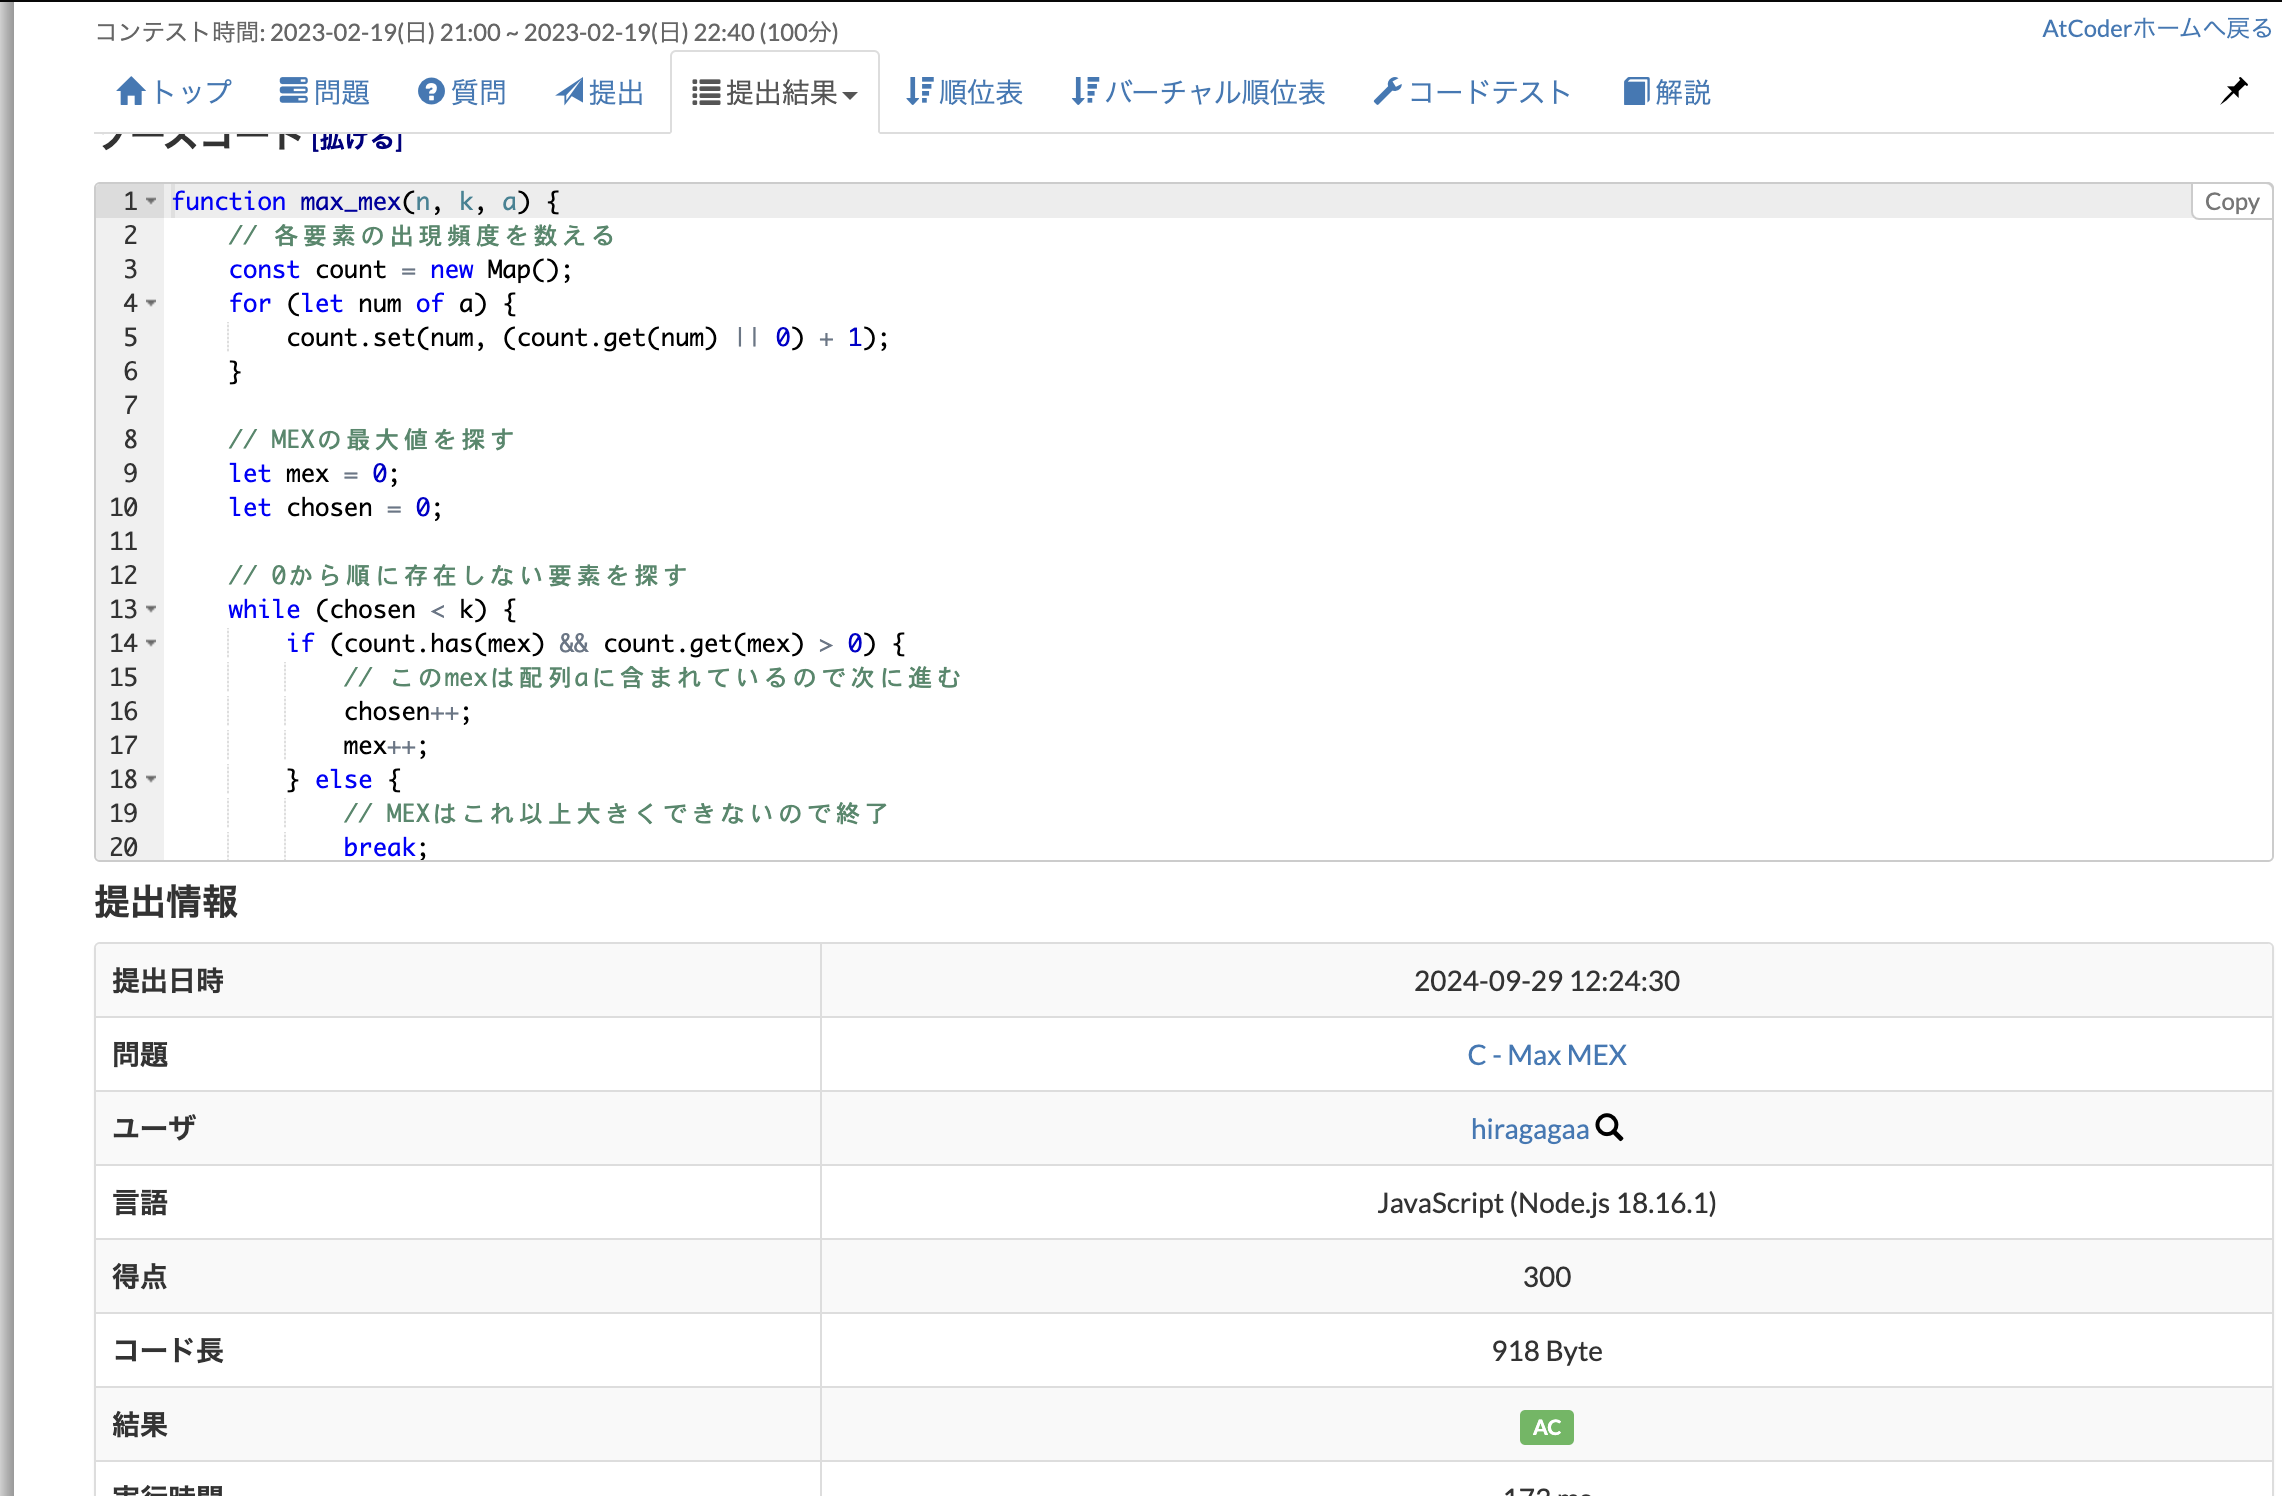 コンテスト時間: 2023-02-19(日) 21:00 ~ 2023-02-19(日) 22:40 (100分)
AtCoderホームへ戻る
トップ 問題 質問 提出 提出結果 順位表 バーチャル順位表 コードテスト 解説
ソースコード [拡げる]
Copy
1 function max_mex(n, k, a) {
2 // 各要素の出現頻度を数える
3 const count = new Map();
4 for (let num of a) {
5 count.set(num, (count.get(num) || 0) + 1);
6 }
7
8 // MEXの最大値を探す
9 let mex = 0;
10 let chosen = 0;
11
12 // 0から順に存在しない要素を探す
13 while (chosen < k) {
14 if (count.has(mex) && count.get(mex) > 0) {
15 // このmexは配列aに含まれているので次に進む
16 chosen++;
17 mex++;
18 } else {
19 // MEXはこれ以上大きくできないので終了
20 break;
提出情報
提出日時 2024-09-29 12:24:30
問題 C - Max MEX
ユーザ hiragagaa
言語 JavaScript (Node.js 18.16.1)
得点 300
コード長 918 Byte
結果 AC
実行時間